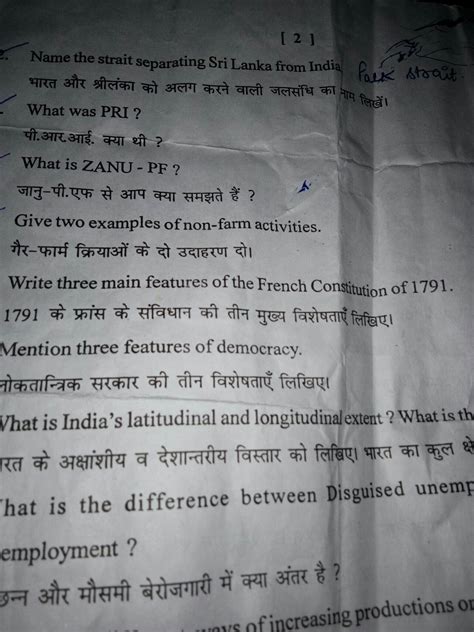 [ 2 ]
Name the strait separating Sri Lanka from India Palk strait.
भारत और श्रीलंका को अलग करने वाली जलसंधि का नाम लिखें।
What was PRI ?
पी.आर.आई. क्या थी ?
What is ZANU - PF ?
जानु-पी.एफ से आप क्या समझते हैं ?
Give two examples of non-farm activities.
गैर-फार्म क्रियाओं के दो उदाहरण दो।
Write three main features of the French Constitution of 1791.
1791 के फ्रांस के संविधान की तीन मुख्य विशेषताएँ लिखिए।
Mention three features of democracy.
लोकतान्त्रिक सरकार की तीन विशेषताएँ लिखिए।
What is India's latitudinal and longitudinal extent ? What is th
रत के अक्षांशीय व देशान्तरीय विस्तार को लिखिए। भारत का कुल क्षे
hat is the difference between Disguised unemp
employment ?
छन्न और मौसमी बेरोजगारी में क्या अंतर है ?
ways of increasing productions on